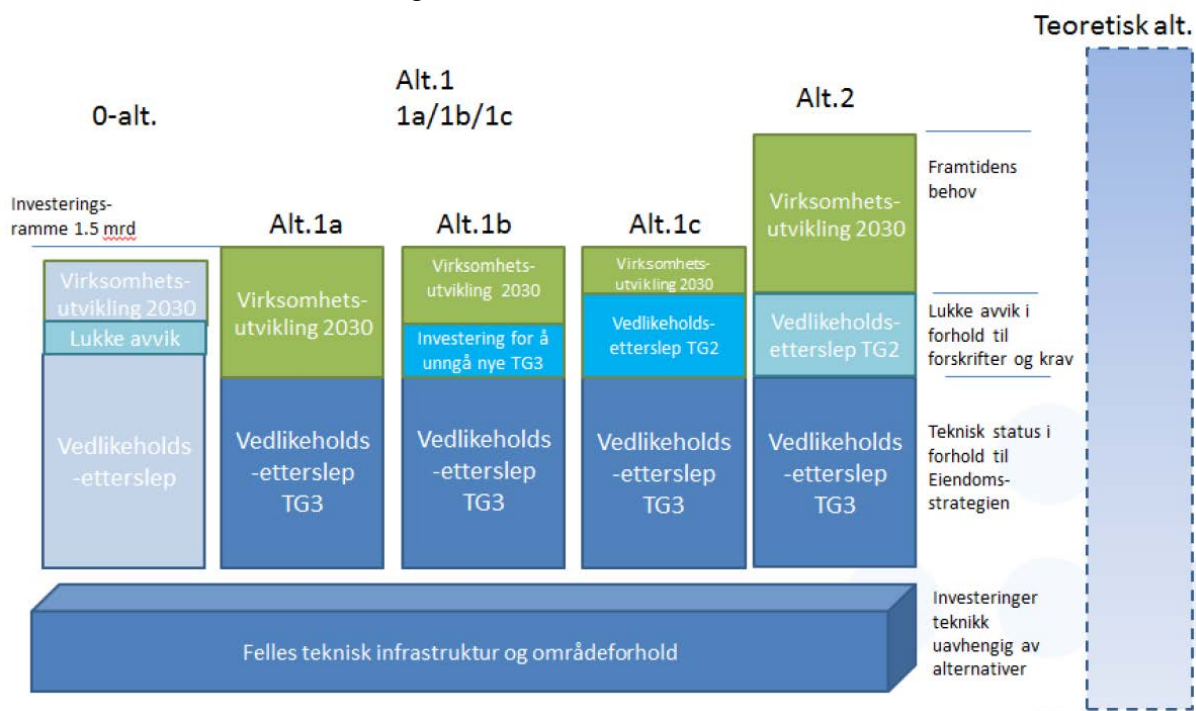 Teoretisk alt.
0-alt.
Alt.1
1a/1b/1c
Alt.2
Investerings-
ramme 1.5 mrd
Alt.1a
Alt.1b
Alt.1c
Virksomhets-
utvikling 2030
Lukke avvik
Vedlikeholds
-etterslep
Virksomhets-
utvikling 2030
Vedlikeholds
-etterslep
TG3
Virksomhets-
utvikling 2030
Investering for å
unngå nye TG3
Vedlikeholds
-etterslep
TG3
Virksomhets-
utvikling 2030
Vedlikeholds-
etterslep TG2
Vedlikeholds
-etterslep
TG3
Virksomhets-
utvikling 2030
Vedlikeholds-
etterslep TG2
Vedlikeholds
-etterslep
TG3
Framtidens
behov
Lukke avvik i
forhold til
forskrifter og krav
Teknisk status i
forhold til
Eiendoms-
strategien
Investeringer
teknikk
uavhengig av
alternativer
Felles teknisk infrastruktur og områdeforhold